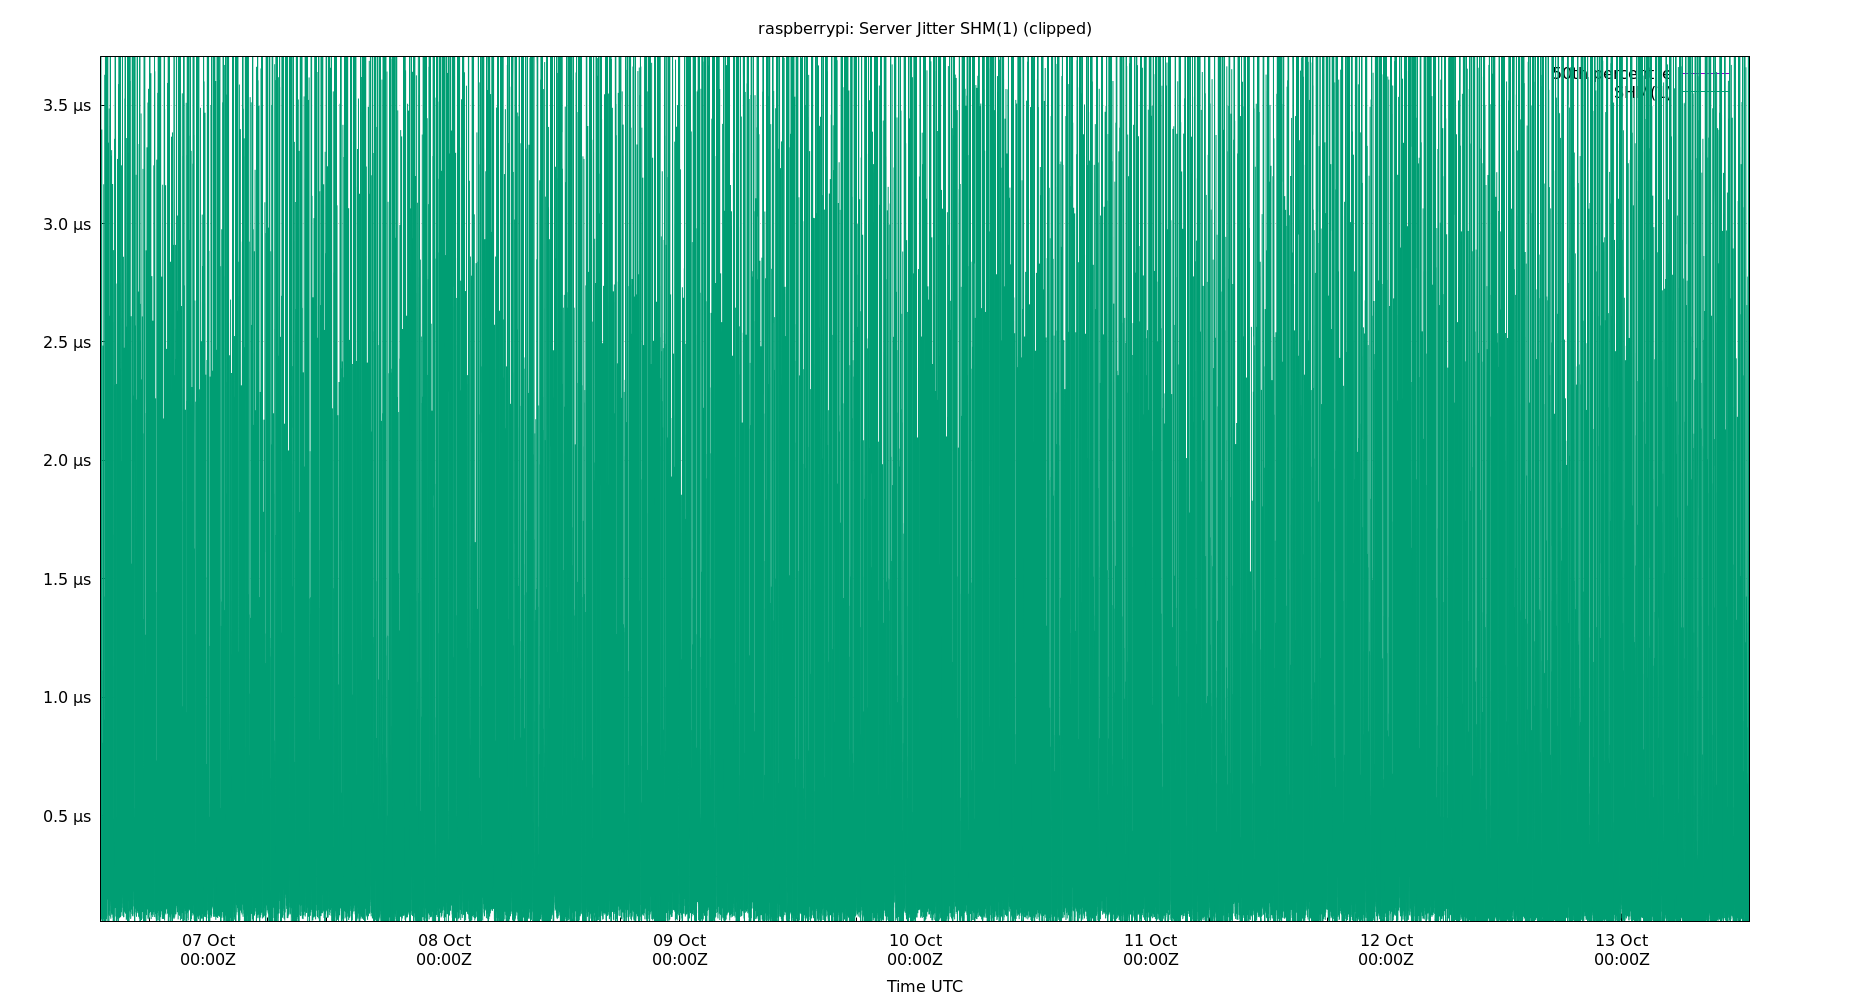 raspberrypi: Server Jitter SHM(1) (clipped)
50th percentile
SHM(1)
3.5 µs
3.0 µs
2.5 µs
2.0 µs
1.5 µs
1.0 µs
0.5 µs
07 Oct 08 Oct 09 Oct 10 Oct 11 Oct 12 Oct 13 Oct
00:00Z 00:00Z 00:00Z 00:00Z 00:00Z 00:00Z 00:00Z
Time UTC